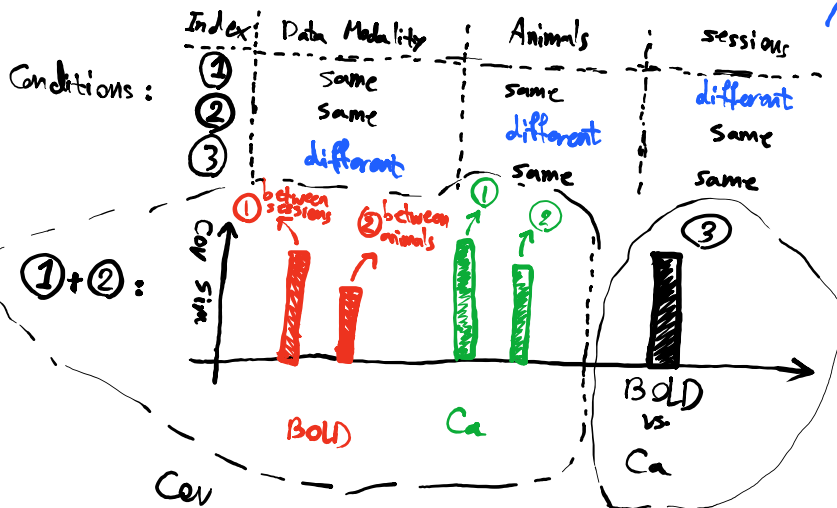 Index Data Modality Animals sessions
Conditions: ① same same different
② same different same
③ different same same
① between sessions
② between animals
① ②
③
①+②:
Cov Sim
BOLD Ca
BOLD vs. Ca
Cov